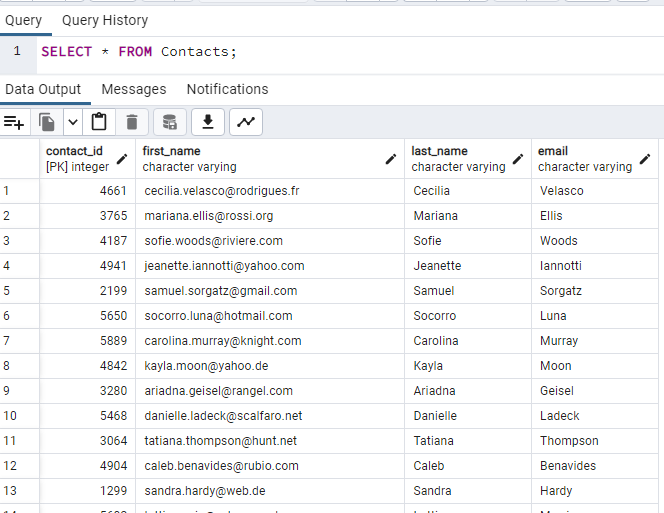 Query Query History
1 SELECT * FROM Contacts;
Data Output Messages Notifications
contact_id first_name last_name email
[PK] integer character varying character varying character varying
1 4661 cecilia.velasco@rodrigues.fr Cecilia Velasco
2 3765 mariana.ellis@rossi.org Mariana Ellis
3 4187 sofie.woods@riviere.com Sofie Woods
4 4941 jeanette.iannotti@yahoo.com Jeanette Iannotti
5 2199 samuel.sorgatz@gmail.com Samuel Sorgatz
6 5650 socorro.luna@hotmail.com Socorro Luna
7 5889 carolina.murray@knight.com Carolina Murray
8 4842 kayla.moon@yahoo.de Kayla Moon
9 3280 ariadna.geisel@rangel.com Ariadna Geisel
10 5468 danielle.ladeck@scalfaro.net Danielle Ladeck
11 3064 tatiana.thompson@hunt.net Tatiana Thompson
12 4904 caleb.benavides@rubio.com Caleb Benavides
13 1299 sandra.hardy@web.de Sandra Hardy